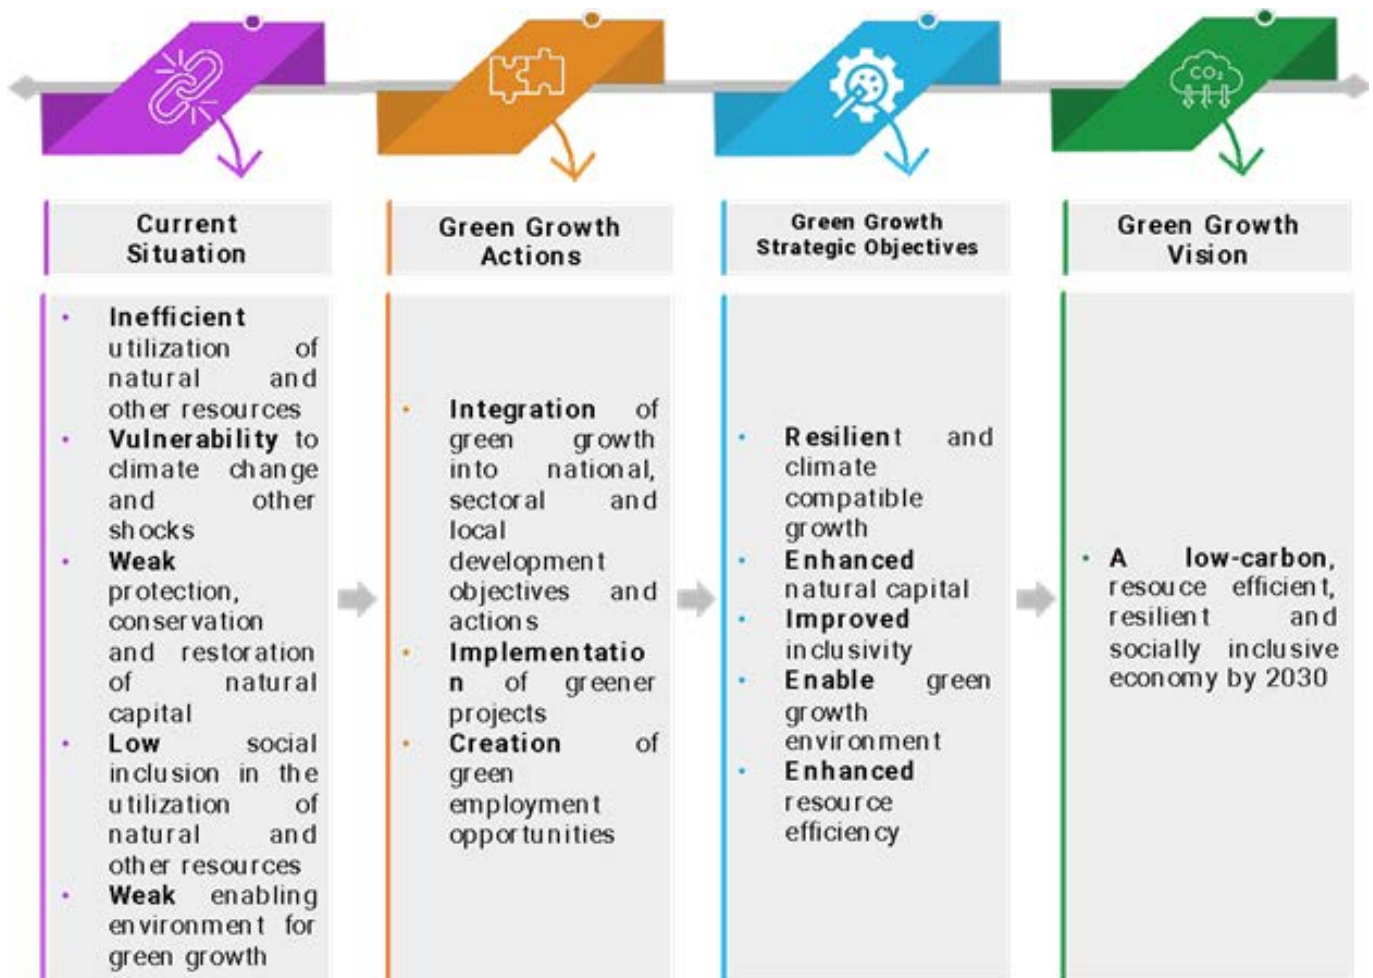 CO₂
Current
Situation
Green Growth
Actions
Green Growth
Strategic Objectives
Green Growth
Vision
• Inefficient
utilization of
natural and
other resources
• Vulnerability to
climate change
and other
shocks
• Weak
protection,
conservation
and restoration
of natural
capital
• Low social
inclusion in the
utilization of
natural and
other resources
• Weak enabling
environment for
green growth
• Integration of
green growth
into national,
sectoral and
local
development
objectives and
actions
• Implementatio
n of greener
projects
• Creation of
green
employment
opportunities
• Resilient and
climate
compatible
growth
• Enhanced
natural capital
• Improved
inclusivity
• Enable green
growth
environment
• Enhanced
resource
efficiency
• A low-carbon,
resouce efficient,
resilient and
socially inclusive
economy by 2030